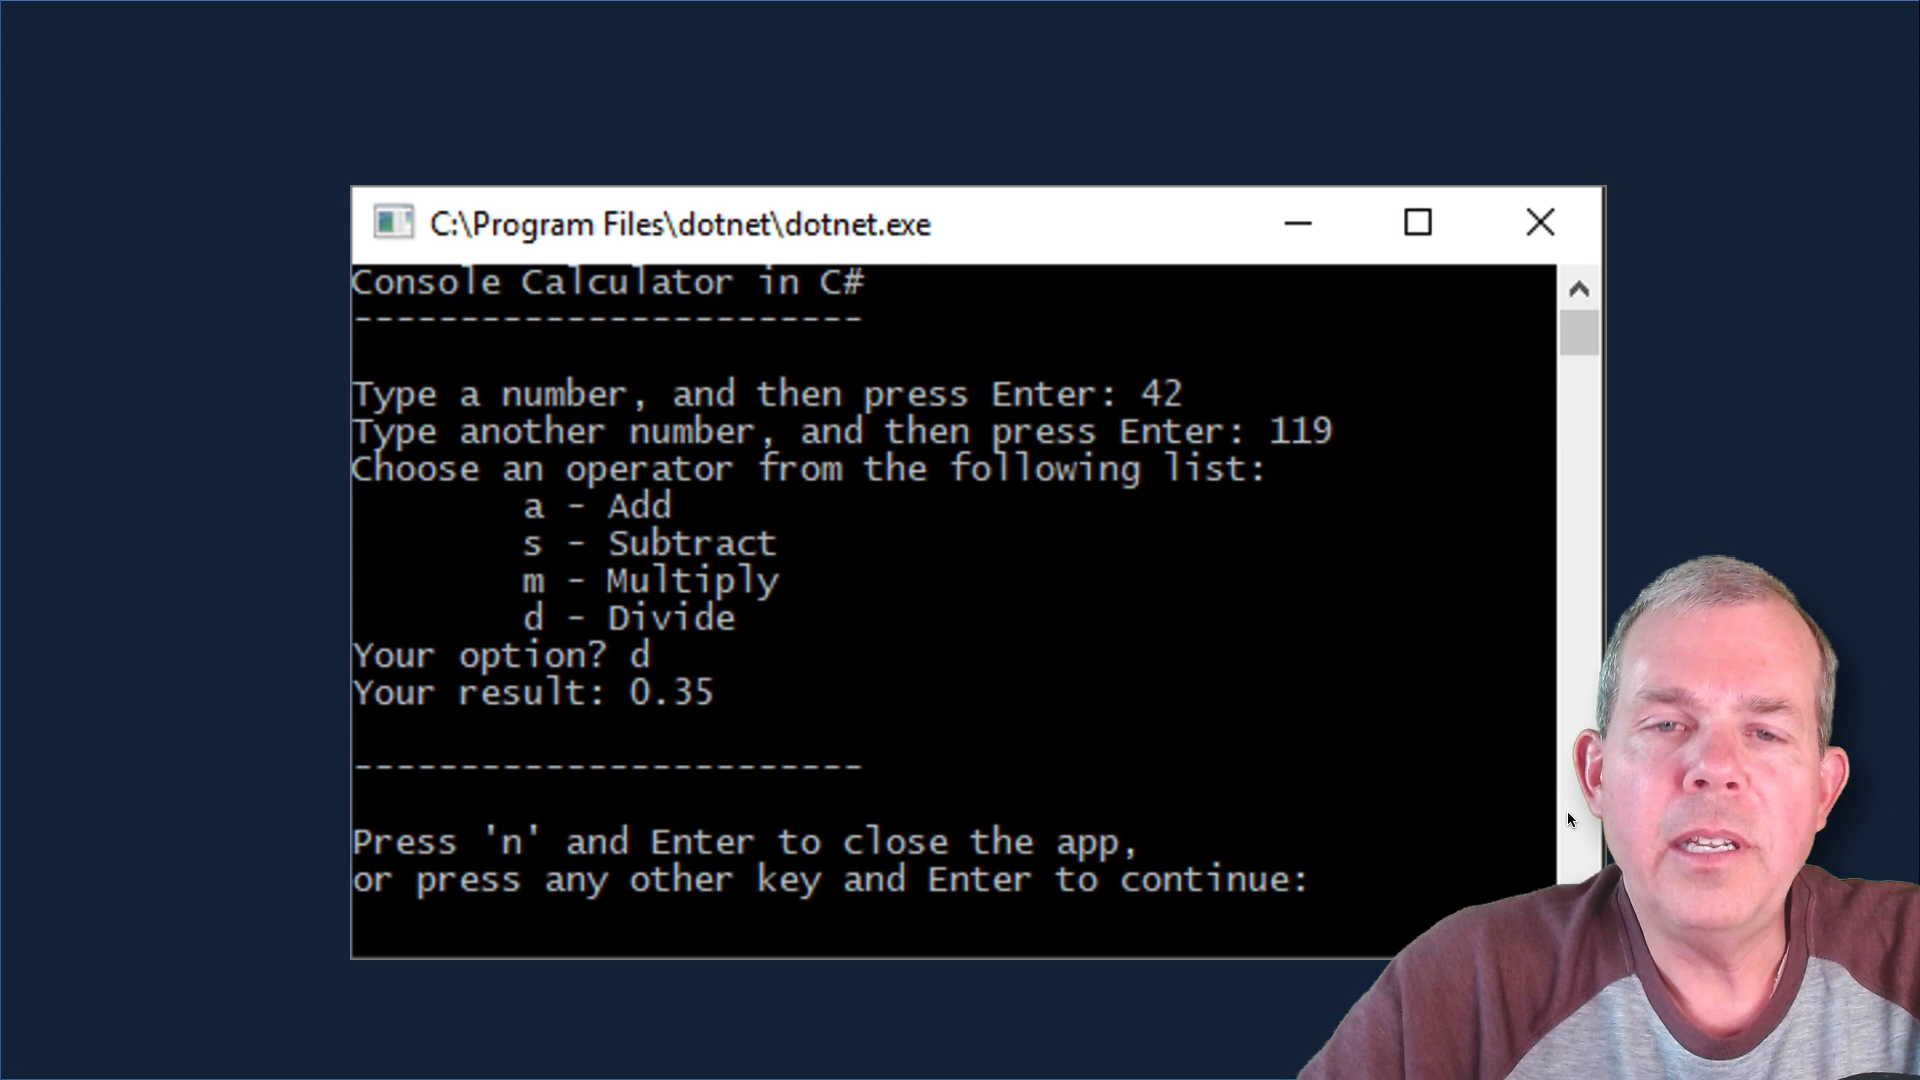 C:\Program Files\dotnet\dotnet.exe
Console Calculator in C#
------------------------
Type a number, and then press Enter: 42
Type another number, and then press Enter: 119
Choose an operator from the following list:
a - Add
s - Subtract
m - Multiply
d - Divide
Your option? d
Your result: 0.35
------------------------
Press 'n' and Enter to close the app,
or press any other key and Enter to continue: